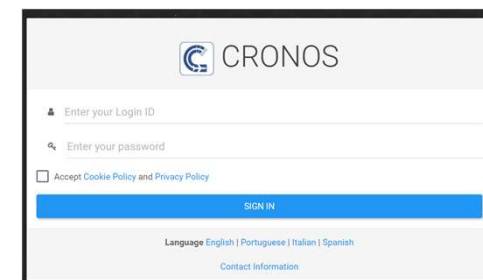 CRONOS
Enter your Login ID
Enter your password
Accept Cookie Policy and Privacy Policy
SIGN IN
Language English | Portuguese | Italian | Spanish
Contact Information